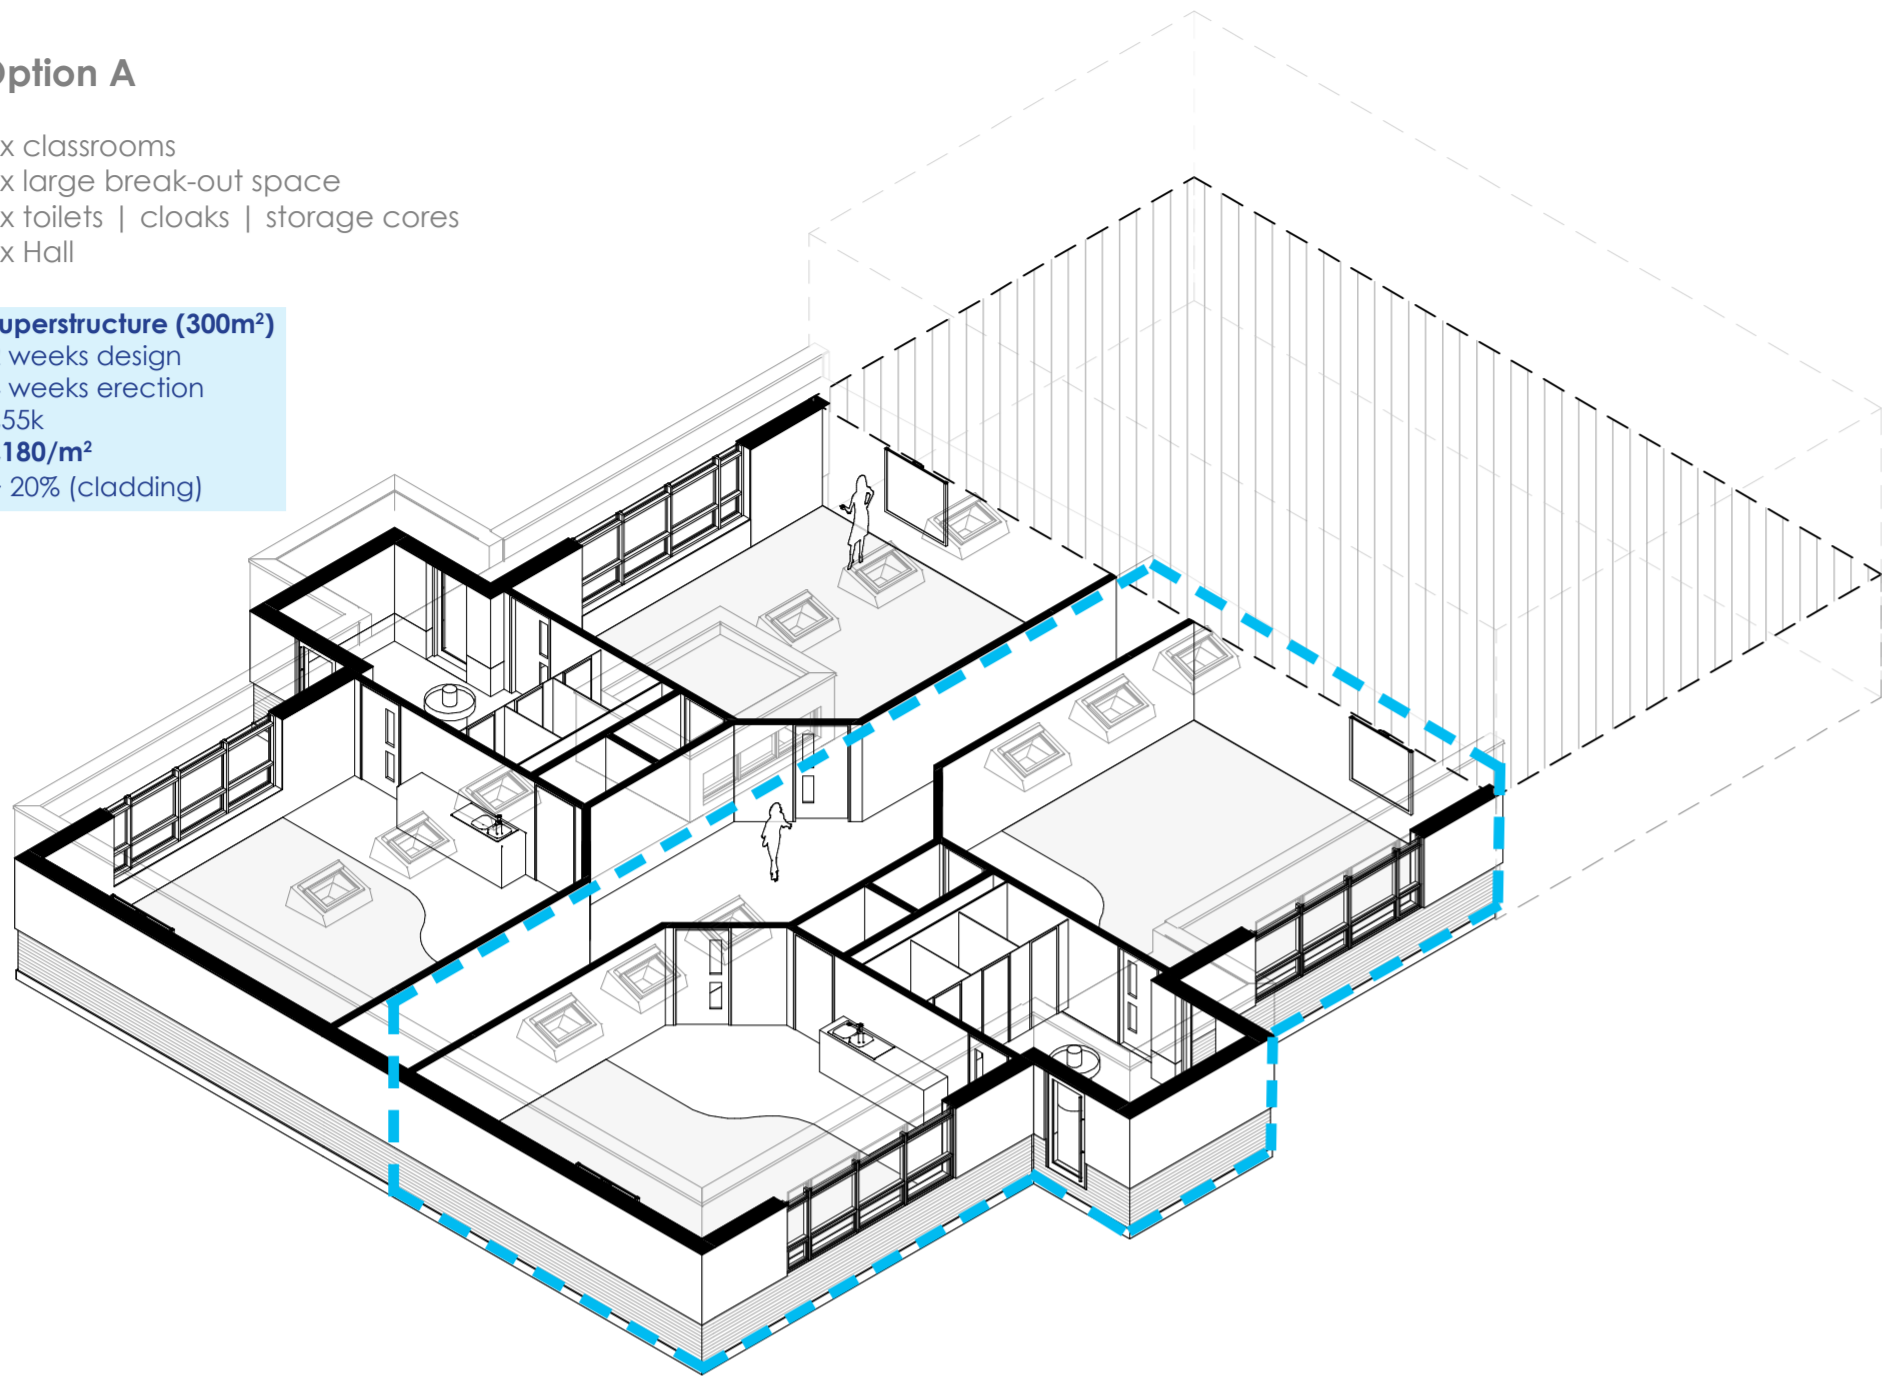 Option A
x classrooms
x large break-out space
x toilets | cloaks | storage cores
x Hall
uperstructure (300m²)
weeks design
weeks erection
55k
180/m²
20% (cladding)